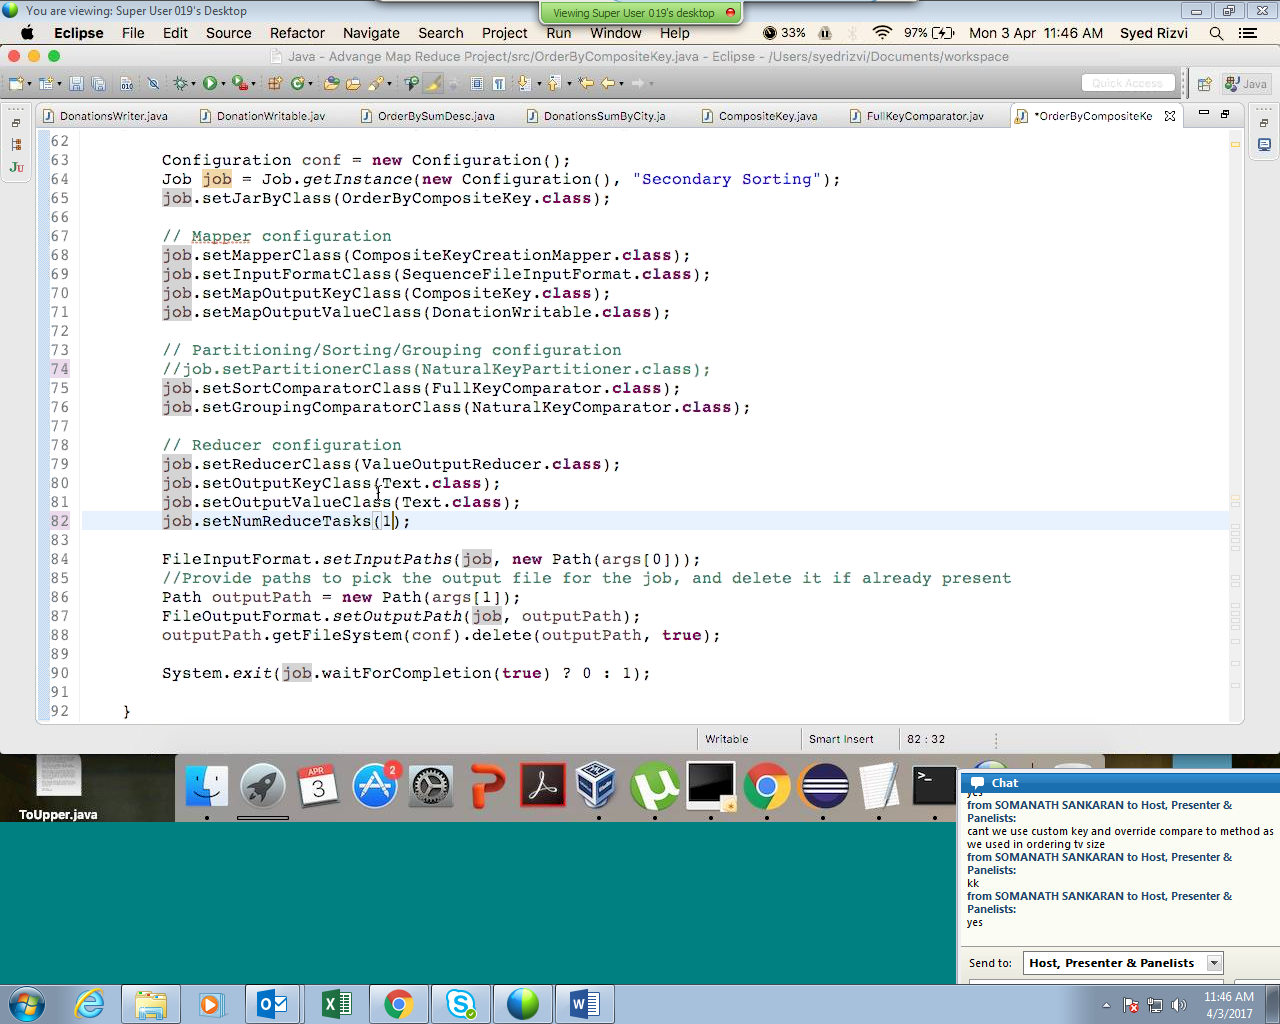 You are viewing: Super User 019's Desktop
Viewing Super User 019's desktop
Eclipse File Edit Source Refactor Navigate Search Project Run Window Help 33% 97% Mon 3 Apr 11:46 AM Syed Rizvi
Java - Advange Map Reduce Project/src/OrderByCompositeKey.java - Eclipse - /Users/syedrizvi/Documents/workspace
Quick Access
Java
DonationsWriter.java
DonationWritable.jav
OrderBySumDesc.java
DonationsSumByCity.ja
CompositeKey.java
FullKeyComparator.jav
*OrderByCompositeKe
62
63 Configuration conf = new Configuration();
64 Job job = Job.getInstance(new Configuration(), "Secondary Sorting");
65 job.setJarByClass(OrderByCompositeKey.class);
66
67 // Mapper configuration
68 job.setMapperClass(CompositeKeyCreationMapper.class);
69 job.setInputFormatClass(SequenceFileInputFormat.class);
70 job.setMapOutputKeyClass(CompositeKey.class);
71 job.setMapOutputValueClass(DonationWritable.class);
72
73 // Partitioning/Sorting/Grouping configuration
74 //job.setPartitionerClass(NaturalKeyPartitioner.class);
75 job.setSortComparatorClass(FullKeyComparator.class);
76 job.setGroupingComparatorClass(NaturalKeyComparator.class);
77
78 // Reducer configuration
79 job.setReducerClass(ValueOutputReducer.class);
80 job.setOutputKeyClass(Text.class);
81 job.setOutputValueClass(Text.class);
82 job.setNumReduceTasks(1);
83
84 FileInputFormat.setInputPaths(job, new Path(args[0]));
85 //Provide paths to pick the output file for the job, and delete it if already present
86 Path outputPath = new Path(args[1]);
87 FileOutputFormat.setOutputPath(job, outputPath);
88 outputPath.getFileSystem(conf).delete(outputPath, true);
89
90 System.exit(job.waitForCompletion(true) ? 0 : 1);
91
92 }
Writable Smart Insert 82 : 32
APR
3
2
ToUpper.java
Chat
yes
from SOMANATH SANKARAN to Host, Presenter &
Panelists:
cant we use custom key and override compare to method as
we used in ordering tv size
from SOMANATH SANKARAN to Host, Presenter &
Panelists:
kk
from SOMANATH SANKARAN to Host, Presenter &
Panelists:
yes
Send to: Host, Presenter & Panelists
11:46 AM
4/3/2017